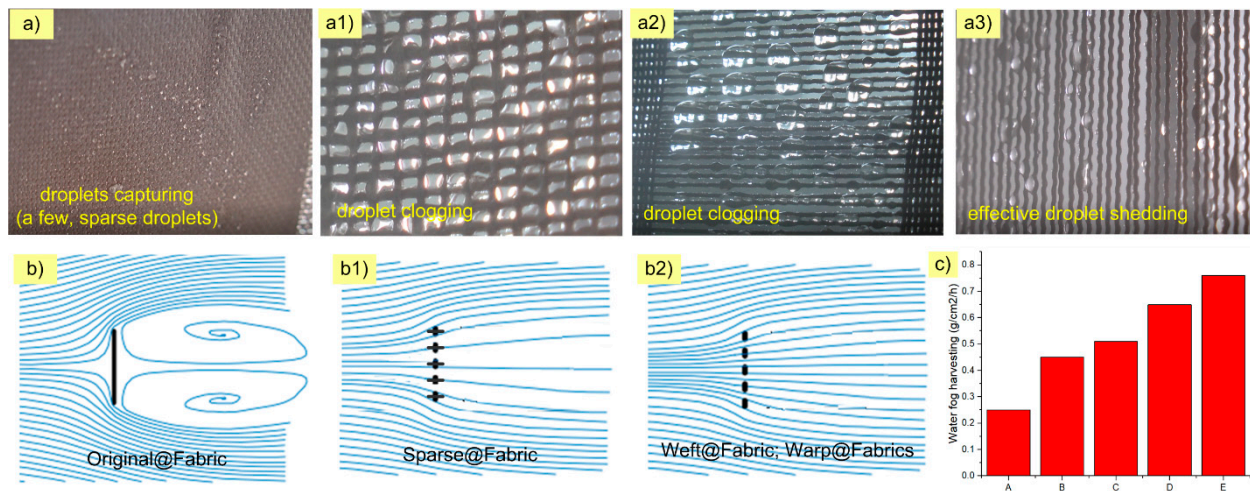 a)
droplets capturing
(a few, sparse droplets)
a1)
droplet clogging
a2)
droplet clogging
a3)
effective droplet shedding
b)
Original@Fabric
b1)
Sparse@Fabric
b2)
Weft@Fabric; Warp@Fabrics
c)
Water fog harvesting (g/cm2/h)
0.8
0.7
0.6
0.5
0.4
0.3
0.2
0.1
0.0
A B C D E